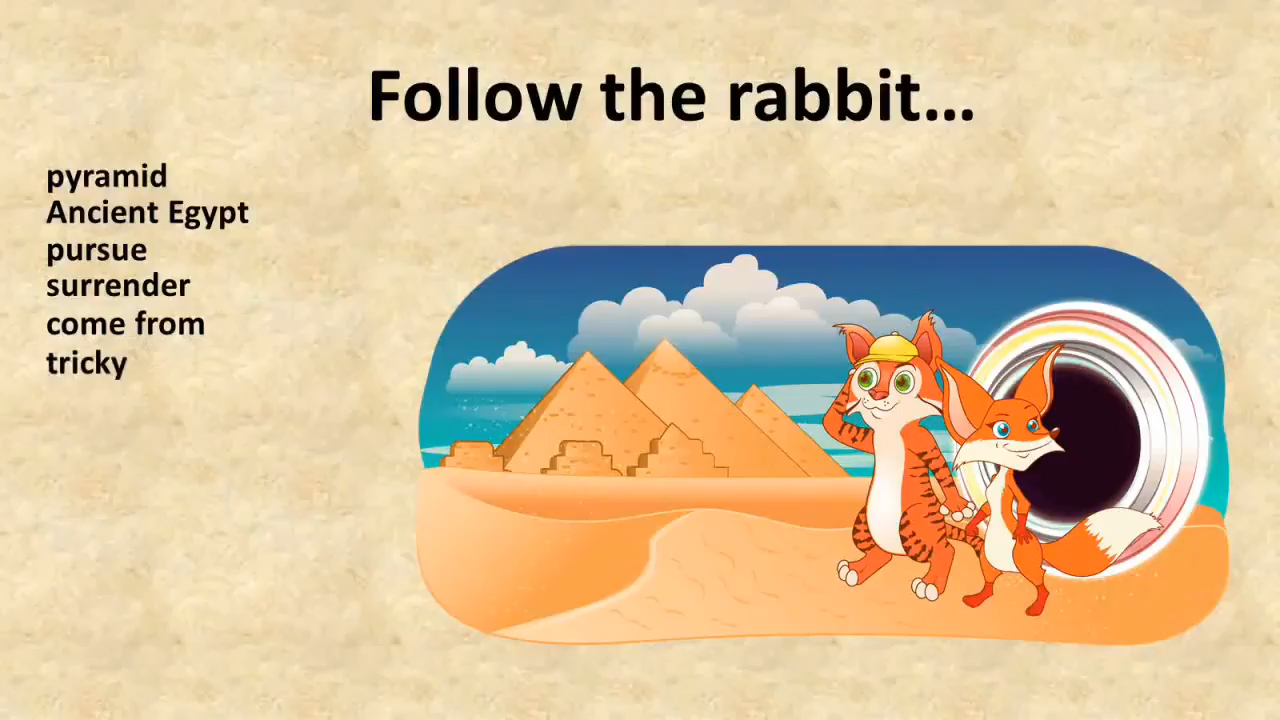 Follow the rabbit...
pyramid
Ancient Egypt
pursue
surrender
come from
tricky